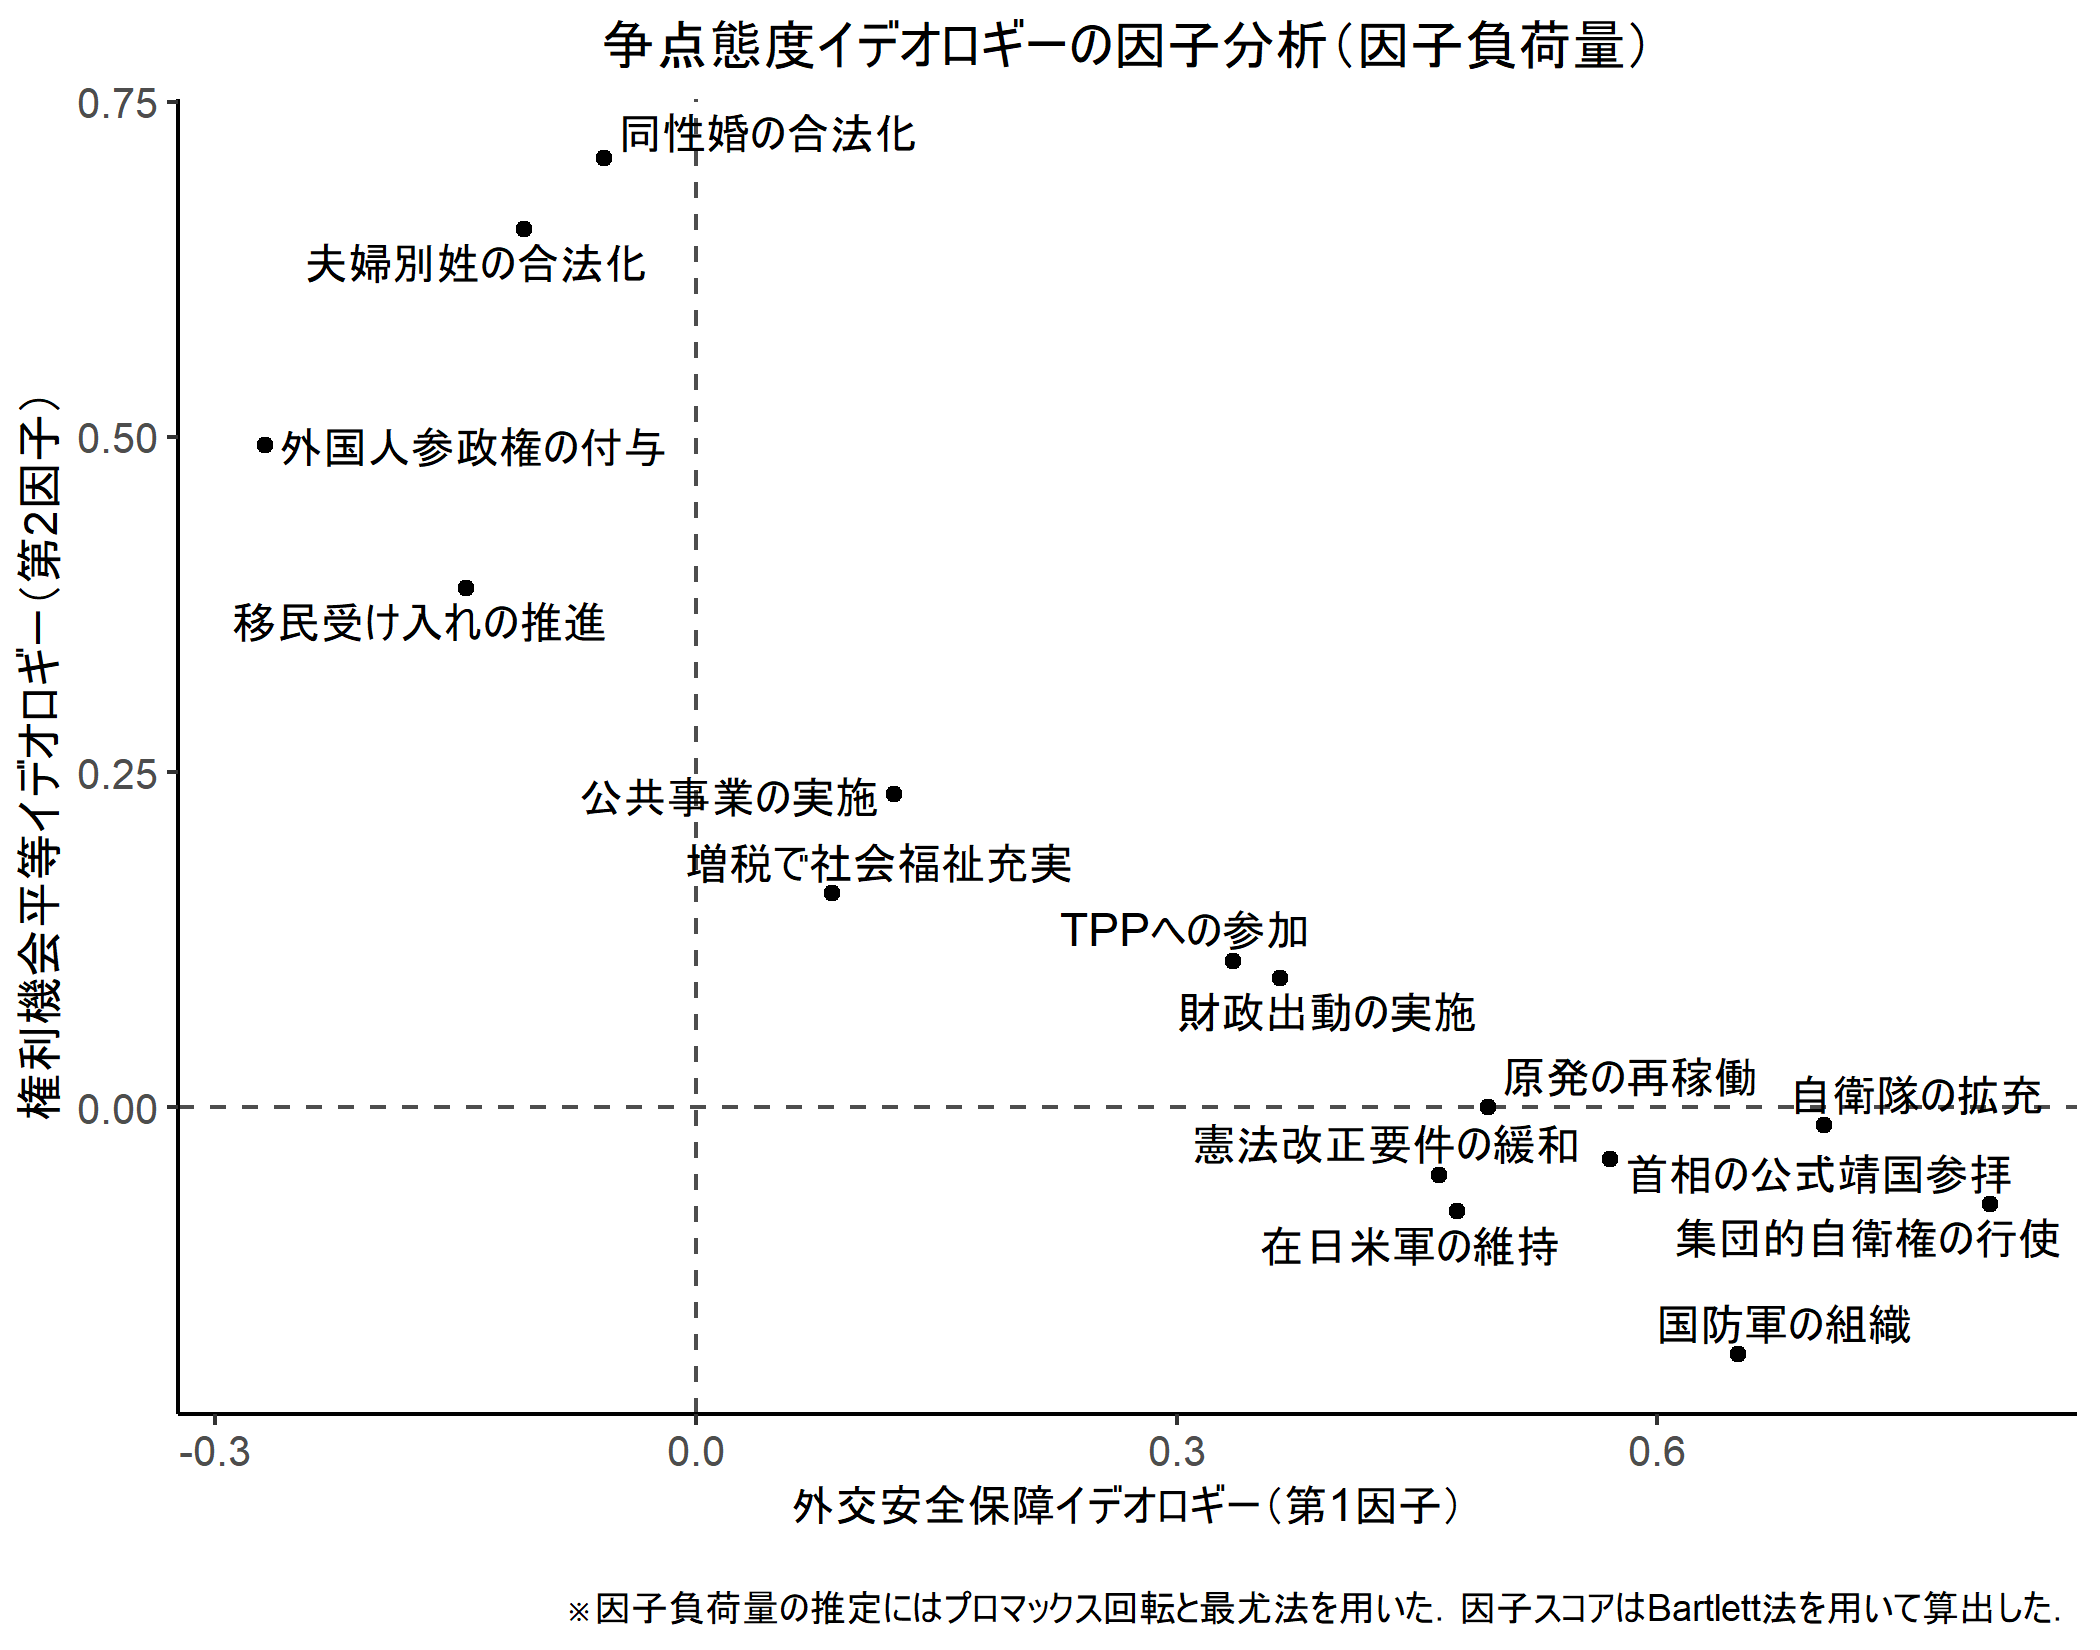 争点態度イデオロギーの因子分析（因子負荷量）
0.75
同性婚の合法化
夫婦別姓の合法化
0.50
外国人参政権の付与
移民受け入れの推進
0.25
公共事業の実施
増税で社会福祉充実
TPPへの参加
財政出動の実施
原発の再稼働
自衛隊の拡充
0.00
憲法改正要件の緩和
首相の公式靖国参拝
在日米軍の維持
集団的自衛権の行使
国防軍の組織
権利機会平等イデオロギー（第2因子）
-0.3
0.0
0.3
0.6
外交安全保障イデオロギー（第1因子）
※因子負荷量の推定にはプロマックス回転と最尤法を用いた. 因子スコアはBartlett法を用いて算出した.